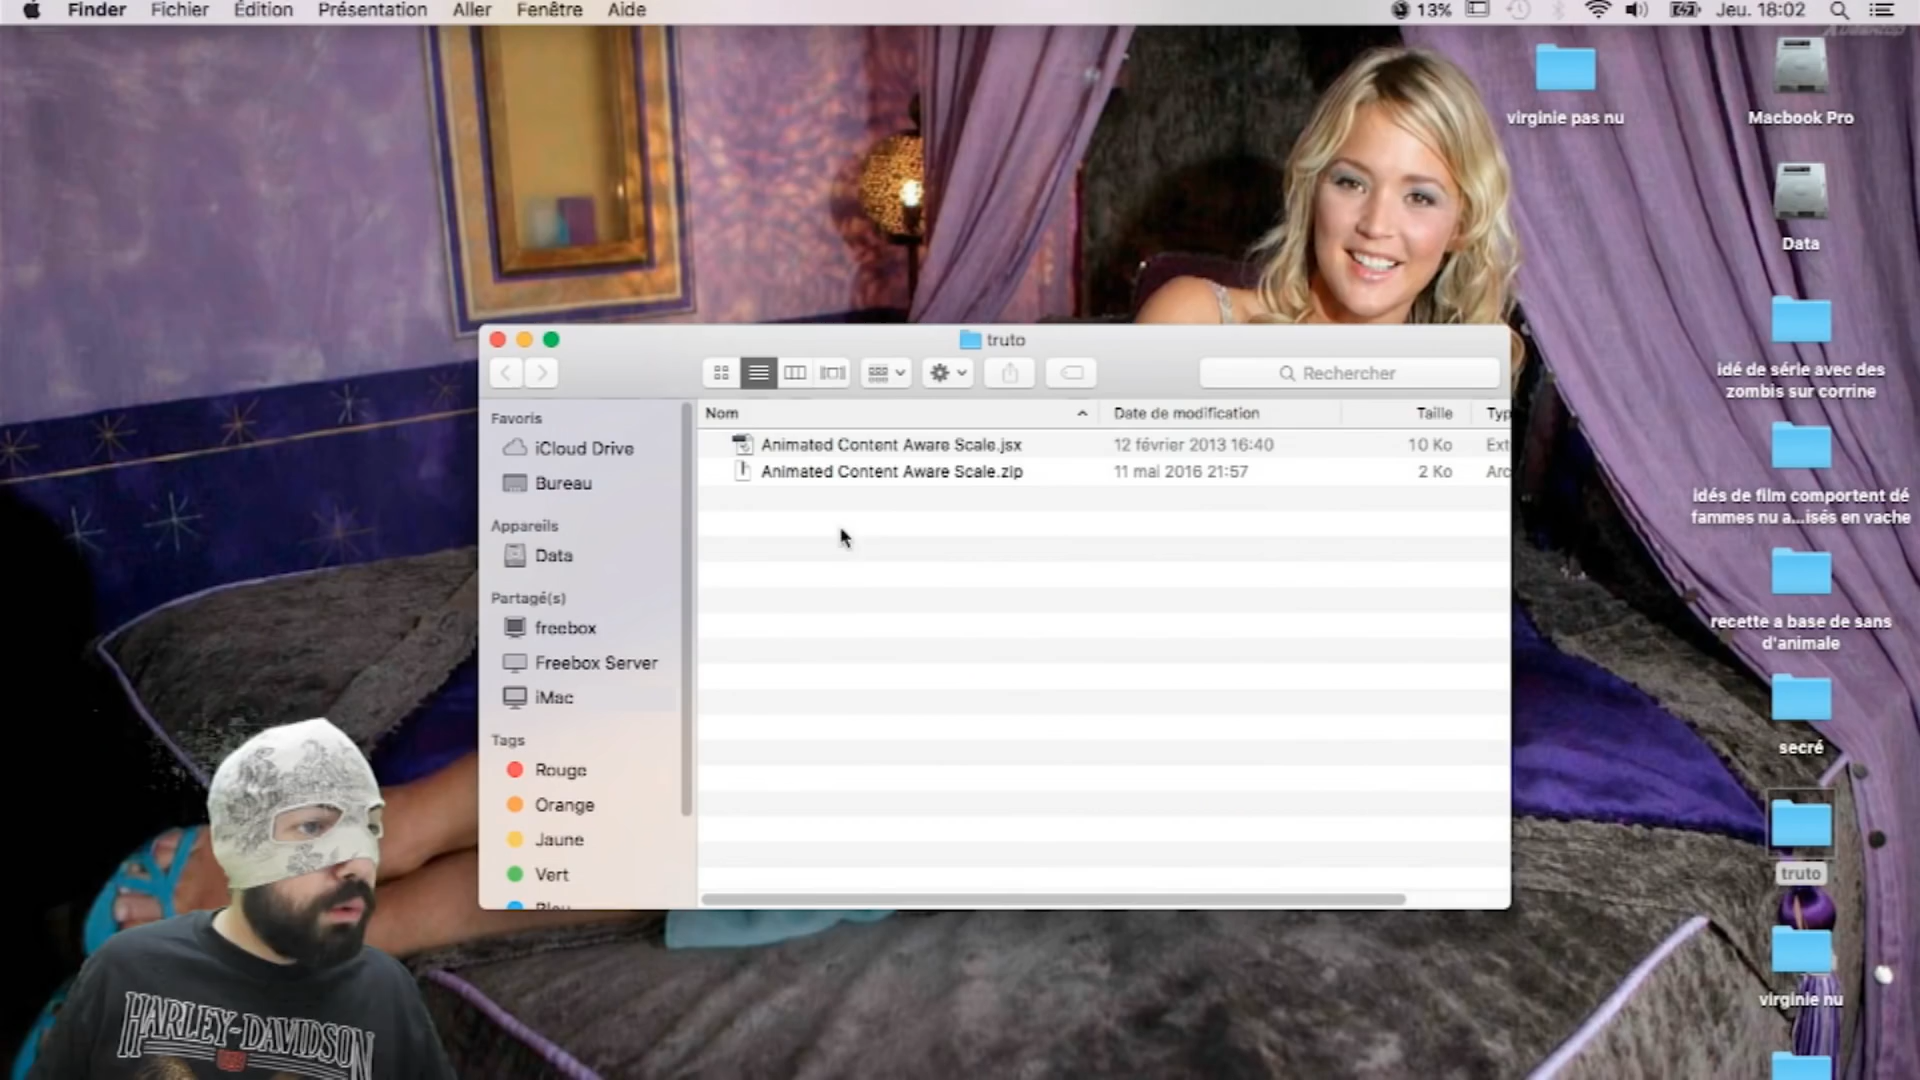 Finder Fichier Édition Présentation Aller Fenêtre Aide 13% Jeu. 18:02
virginie pas nu
Macbook Pro
Data
idé de série avec des
zombis sur corrine
idés de film comportent dé
fammes nu a...isés en vache
recette a base de sans
d'animale
secré
truto
virginie nu
truto
Rechercher
Favoris
iCloud Drive
Bureau
Appareils
Data
Partagé(s)
freebox
Freebox Server
iMac
Tags
Rouge
Orange
Jaune
Vert
Bleu
Nom Date de modification Taille Typ
Animated Content Aware Scale.jsx 12 février 2013 16:40 10 Ko Ext
Animated Content Aware Scale.zip 11 mai 2016 21:57 2 Ko Arc
HARLEY-DAVIDSON